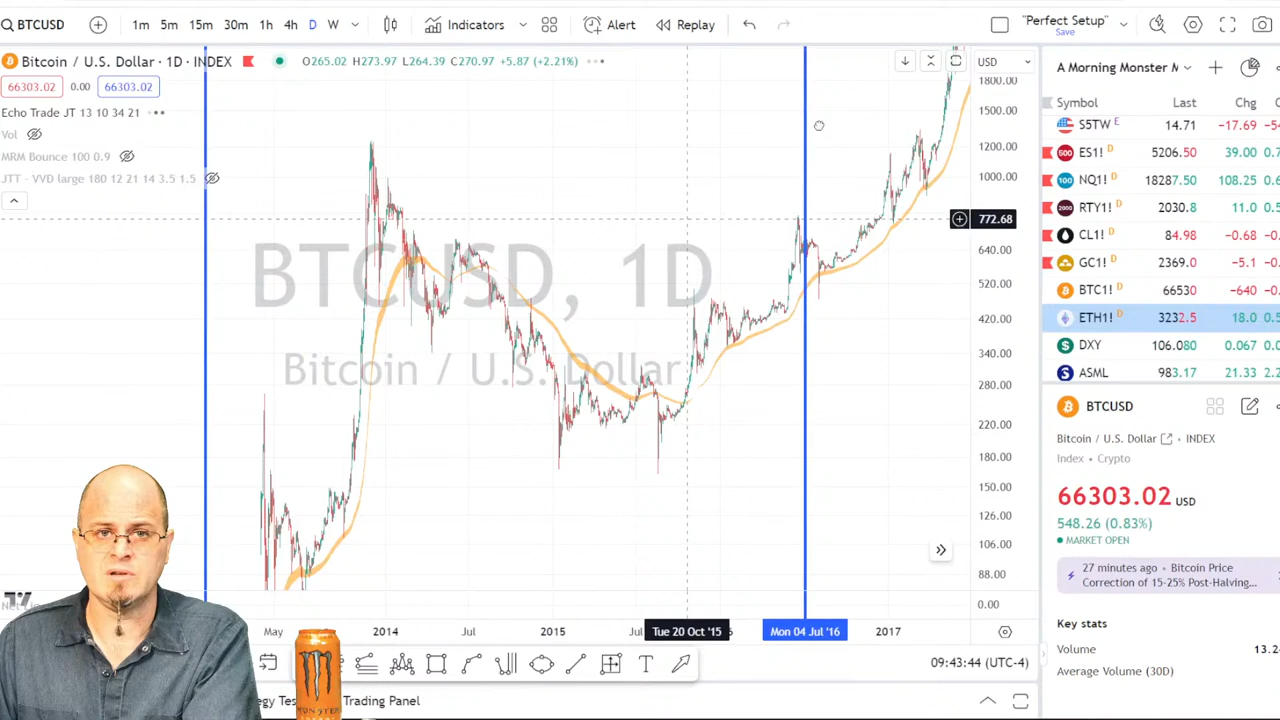 BTCUSD 1m 5m 15m 30m 1h 4h D W Indicators Alert Replay "Perfect Setup"
Save
Bitcoin / U.S. Dollar · 1D · INDEX O265.02 H273.97 L264.39 C270.97 +5.87 (+2.21%)
66303.02 0.00 66303.02
Echo Trade JT 13 10 34 21
Vol
MRM Bounce 100 0.9
JTT - VVD large 180 12 21 14 3.5 1.5
BTCUSD, 1D
Bitcoin / U.S. Dollar
USD
1800.00
1500.00
1200.00
1000.00
772.68
640.00
520.00
420.00
340.00
280.00
220.00
180.00
150.00
126.00
106.00
88.00
0.00
May 2014 Jul 2015 Tue 20 Oct '15 Mon 04 Jul '16 2017
T
09:43:44 (UTC-4)
Trading Panel
A Morning Monster
Symbol Last Chg
S5TW E 14.71 -17.69
500 ES1! D 5206.50 39.00
100 NQ1! D 18287.50 108.25
2000 RTY1! D 2030.8 11.0
CL1! D 84.98 -0.68
GC1! D 2369.0 -5.1
BTC1! D 66530 -640
ETH1! D 3232.5 18.0
DXY 106.080 0.067
ASML 983.17 21.33
BTCUSD
Bitcoin / U.S. Dollar INDEX
Index • Crypto
66303.02 USD
548.26 (0.83%)
MARKET OPEN
27 minutes ago • Bitcoin Price
Correction of 15-25% Post-Halving...
Key stats
Volume
Average Volume (30D)
MONSTER